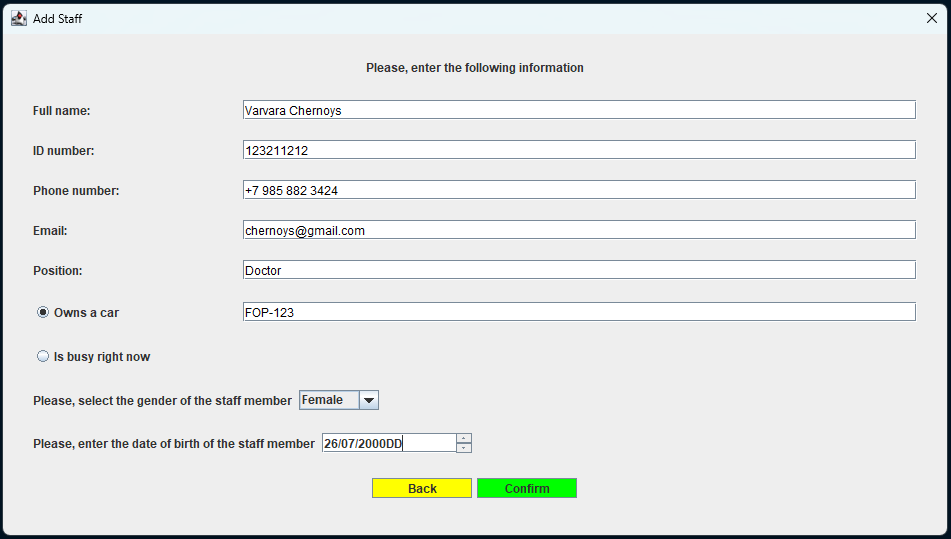 Add Staff
Please, enter the following information
Full name: Varvara Chernoys
ID number: 123211212
Phone number: +7 985 882 3424
Email: chernoys@gmail.com
Position: Doctor
Owns a car FOP-123
Is busy right now
Please, select the gender of the staff member Female
Please, enter the date of birth of the staff member 26/07/2000DD
Back Confirm